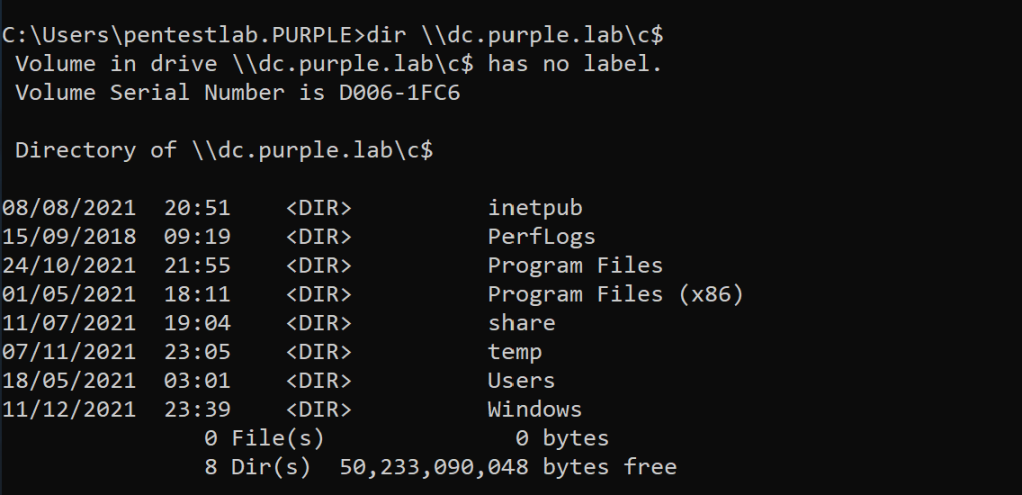 C:\Users\pentestlab.PURPLE>dir \\dc.purple.lab\c$
 Volume in drive \\dc.purple.lab\c$ has no label.
 Volume Serial Number is D006-1FC6

 Directory of \\dc.purple.lab\c$

08/08/2021  20:51    <DIR>          inetpub
15/09/2018  09:19    <DIR>          PerfLogs
24/10/2021  21:55    <DIR>          Program Files
01/05/2021  18:11    <DIR>          Program Files (x86)
11/07/2021  19:04    <DIR>          share
07/11/2021  23:05    <DIR>          temp
18/05/2021  03:01    <DIR>          Users
11/12/2021  23:39    <DIR>          Windows
               0 File(s)              0 bytes
               8 Dir(s)  50,233,090,048 bytes free